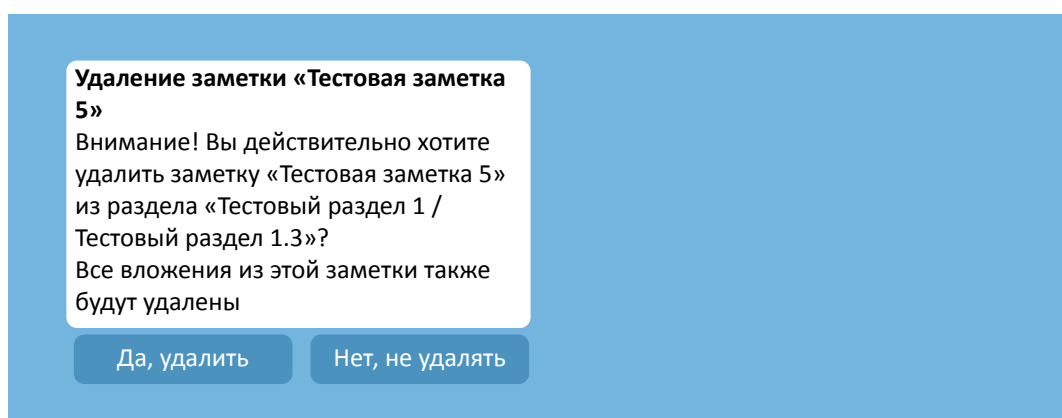 Удаление заметки «Тестовая заметка
5»
Внимание! Вы действительно хотите
удалить заметку «Тестовая заметка 5»
из раздела «Тестовый раздел 1 /
Тестовый раздел 1.3»?
Все вложения из этой заметки также
будут удалены
Да, удалить
Нет, не удалять